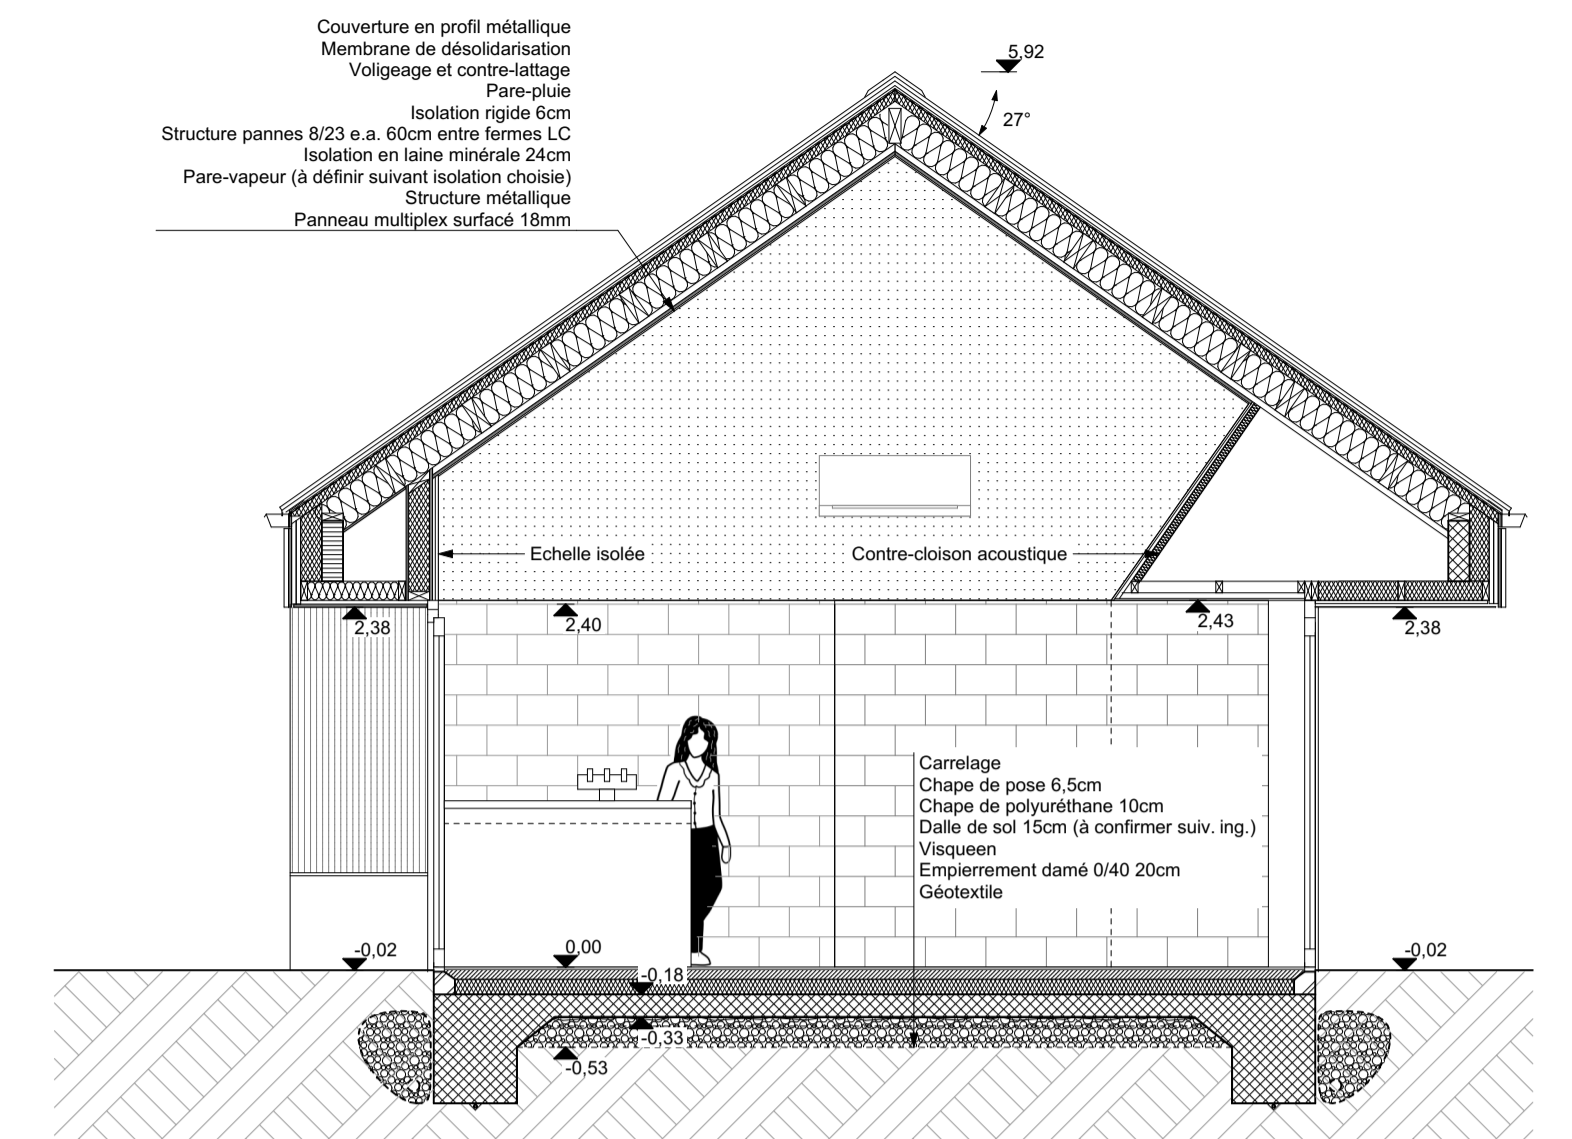 Couverture en profil métallique
Membrane de désolidarisation
Voligeage et contre-lattage
Pare-pluie
Isolation rigide 6cm
Structure pannes 8/23 e.a. 60cm entre fermes LC
Isolation en laine minérale 24cm
Pare-vapeur (à définir suivant isolation choisie)
Structure métallique
Panneau multiplex surfacé 18mm
5,92
27°
Echelle isolée
Contre-cloison acoustique
2,38
2,40
2,43
2,38
Carrelage
Chape de pose 6,5cm
Chape de polyuréthane 10cm
Dalle de sol 15cm (à confirmer suiv. ing.)
Visqueen
Empierrement damé 0/40 20cm
Géotextile
-0,02
0,00
-0,02
-0,18
-0,33
-0,53